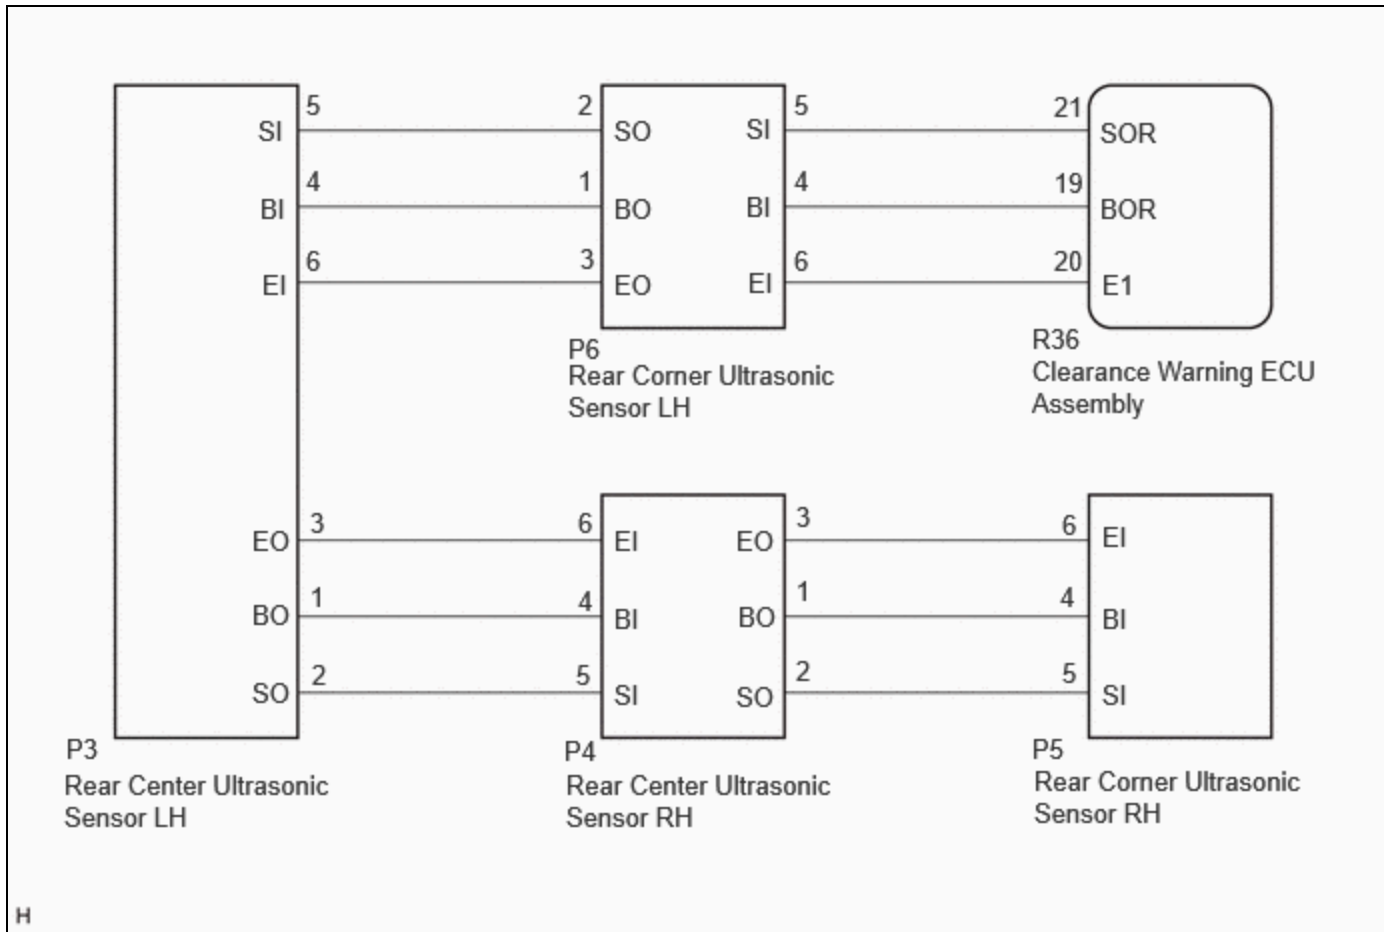 5 2 5 21
SI SO SI SOR
4 1 4 19
BI BO BI BOR
6 3 6 20
EI EO EI E1
P6
Rear Corner Ultrasonic
Sensor LH
R36
Clearance Warning ECU
Assembly
3 6 3 6
EO EI EO EI
1 4 1 4
BO BI BO BI
2 5 2 5
SO SI SO SI
P3
Rear Center Ultrasonic
Sensor LH
P4
Rear Center Ultrasonic
Sensor RH
P5
Rear Corner Ultrasonic
Sensor RH
H